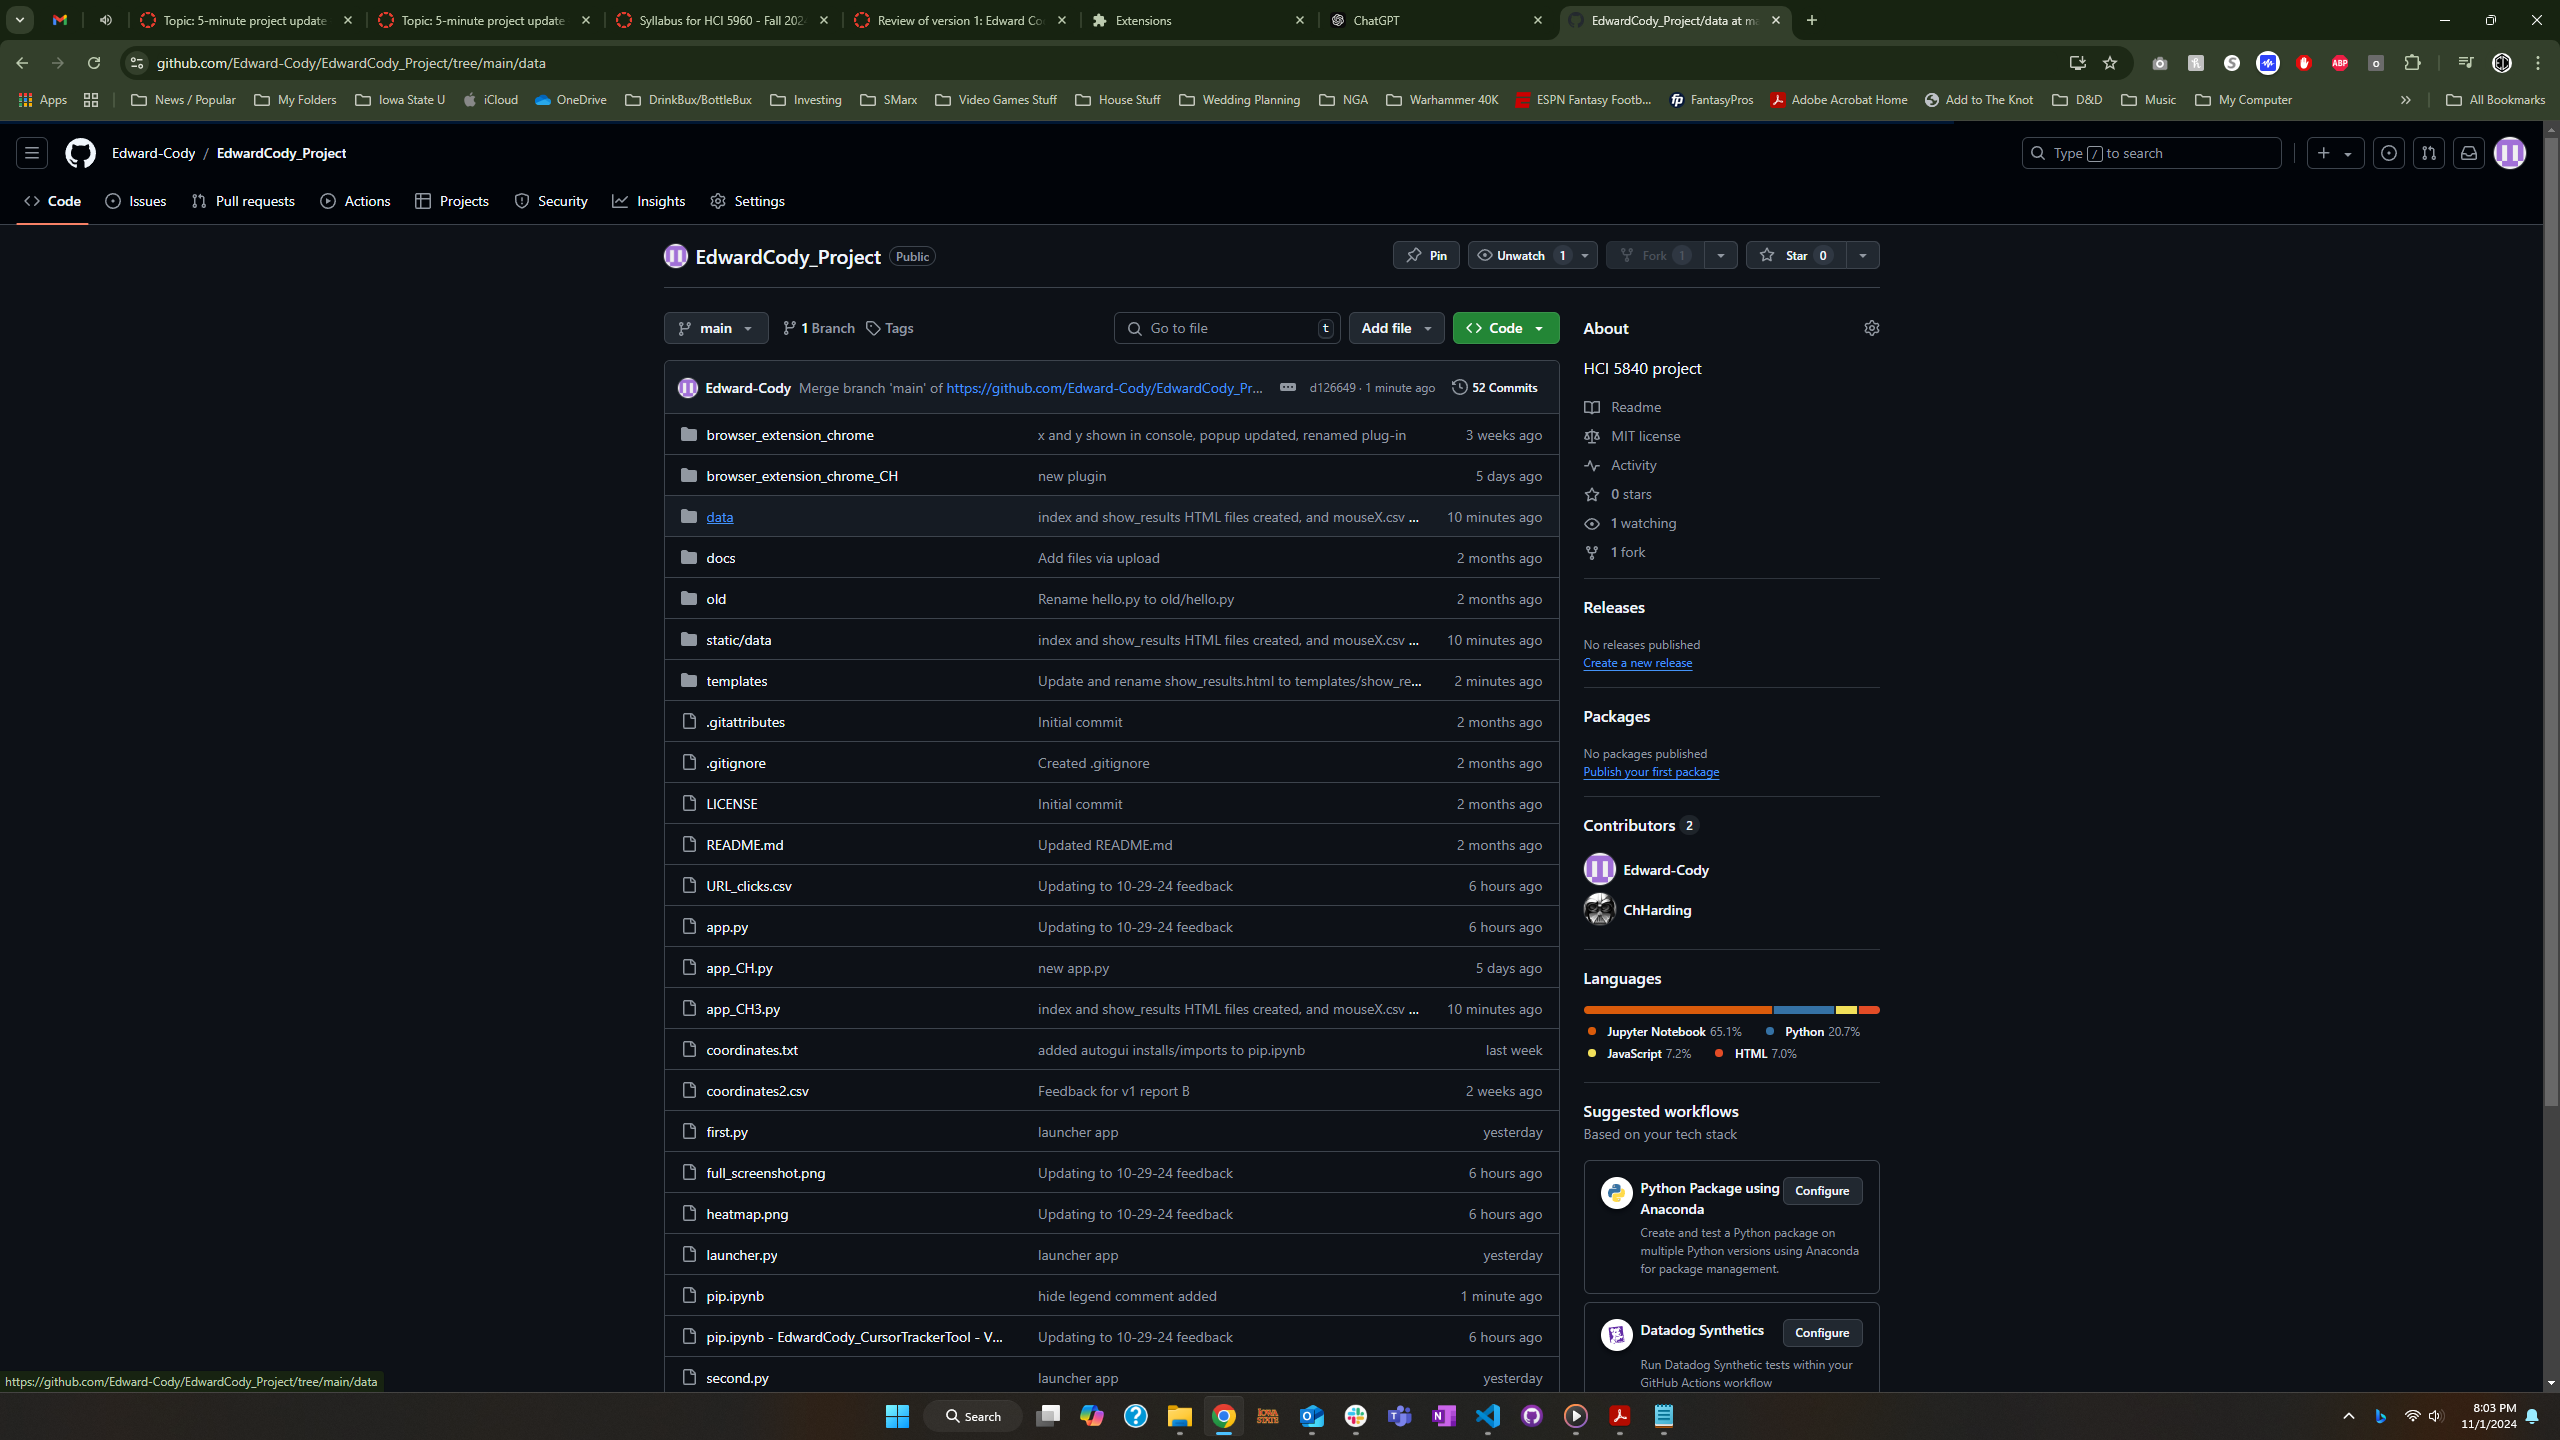 Topic: 5-minute project update
Topic: 5-minute project update
Syllabus for HCI 5960 - Fall 202
Review of version 1: Edward Co
Extensions
ChatGPT
EdwardCody_Project/data at ma
github.com/Edward-Cody/EdwardCody_Project/tree/main/data
ABP
Apps
News / Popular
My Folders
Iowa State U
iCloud
OneDrive
DrinkBux/BottleBux
Investing
SMarx
Video Games Stuff
House Stuff
Wedding Planning
NGA
Warhammer 40K
ESPN Fantasy Footb...
FantasyPros
Adobe Acrobat Home
Add to The Knot
D&D
Music
My Computer
All Bookmarks
Edward-Cody / EdwardCody_Project
Type / to search
Code
Issues
Pull requests
Actions
Projects
Security
Insights
Settings
EdwardCody_Project Public
Pin
Unwatch 1
Fork 1
Star 0
main
1 Branch
Tags
Go to file t
Add file
Code
Edward-Cody Merge branch 'main' of https://github.com/Edward-Cody/EdwardCody_Pr... d126649 · 1 minute ago 52 Commits
browser_extension_chrome x and y shown in console, popup updated, renamed plug-in 3 weeks ago
browser_extension_chrome_CH new plugin 5 days ago
data index and show_results HTML files created, and mouseX.csv ... 10 minutes ago
docs Add files via upload 2 months ago
old Rename hello.py to old/hello.py 2 months ago
static/data index and show_results HTML files created, and mouseX.csv ... 10 minutes ago
templates Update and rename show_results.html to templates/show_re... 2 minutes ago
.gitattributes Initial commit 2 months ago
.gitignore Created .gitignore 2 months ago
LICENSE Initial commit 2 months ago
README.md Updated README.md 2 months ago
URL_clicks.csv Updating to 10-29-24 feedback 6 hours ago
app.py Updating to 10-29-24 feedback 6 hours ago
app_CH.py new app.py 5 days ago
app_CH3.py index and show_results HTML files created, and mouseX.csv ... 10 minutes ago
coordinates.txt added autogui installs/imports to pip.ipynb last week
coordinates2.csv Feedback for v1 report B 2 weeks ago
first.py launcher app yesterday
full_screenshot.png Updating to 10-29-24 feedback 6 hours ago
heatmap.png Updating to 10-29-24 feedback 6 hours ago
launcher.py launcher app yesterday
pip.ipynb hide legend comment added 1 minute ago
pip.ipynb - EdwardCody_CursorTrackerTool - V... Updating to 10-29-24 feedback 6 hours ago
second.py launcher app yesterday
About
HCI 5840 project
Readme
MIT license
Activity
0 stars
1 watching
1 fork
Releases
No releases published
Create a new release
Packages
No packages published
Publish your first package
Contributors 2
Edward-Cody
ChHarding
Languages
Jupyter Notebook 65.1% Python 20.7%
JavaScript 7.2% HTML 7.0%
Suggested workflows
Based on your tech stack
Python Package using
Anaconda
Configure
Create and test a Python package on
multiple Python versions using Anaconda
for package management.
Datadog Synthetics
Configure
Run Datadog Synthetic tests within your
GitHub Actions workflow
https://github.com/Edward-Cody/EdwardCody_Project/tree/main/data
Search
IOWA
STATE
8:03 PM
11/1/2024